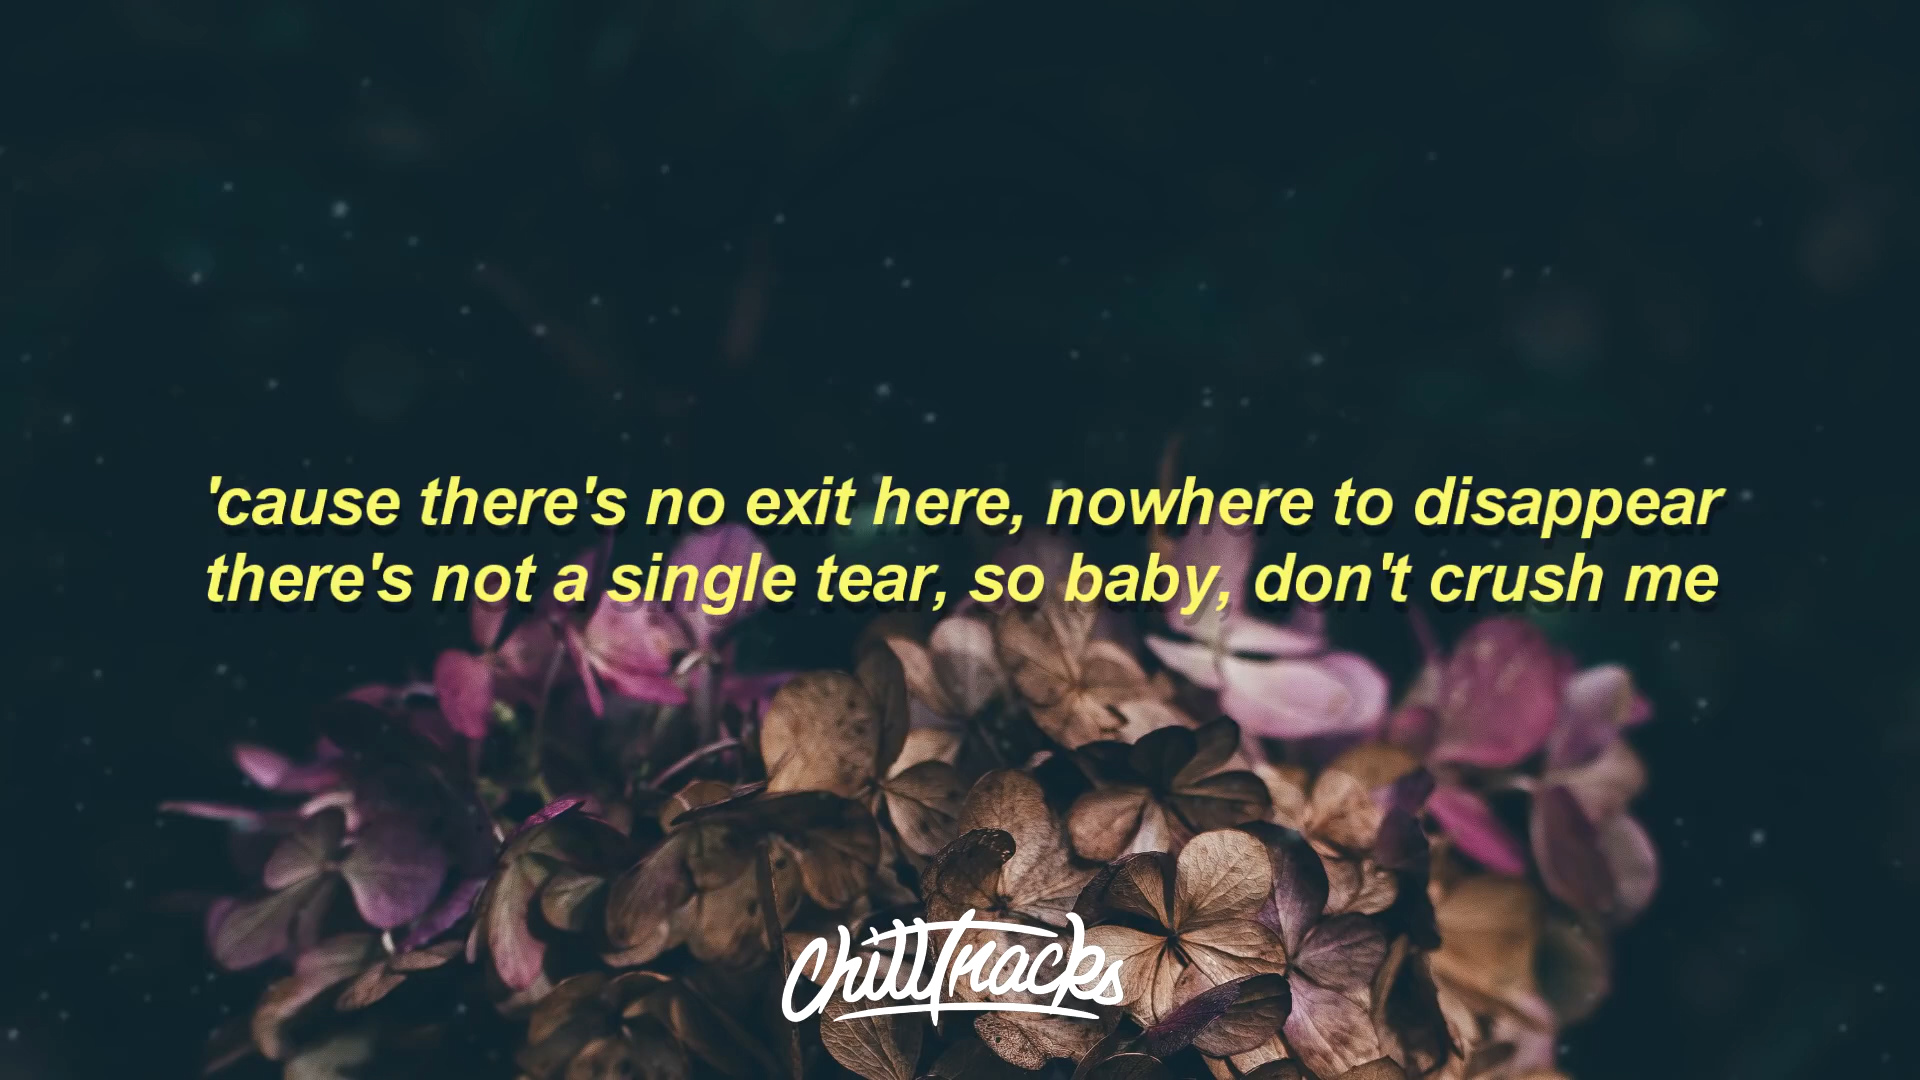 'cause there's no exit here, nowhere to disappear
there's not a single tear, so baby, don't crush me
ChillTracks